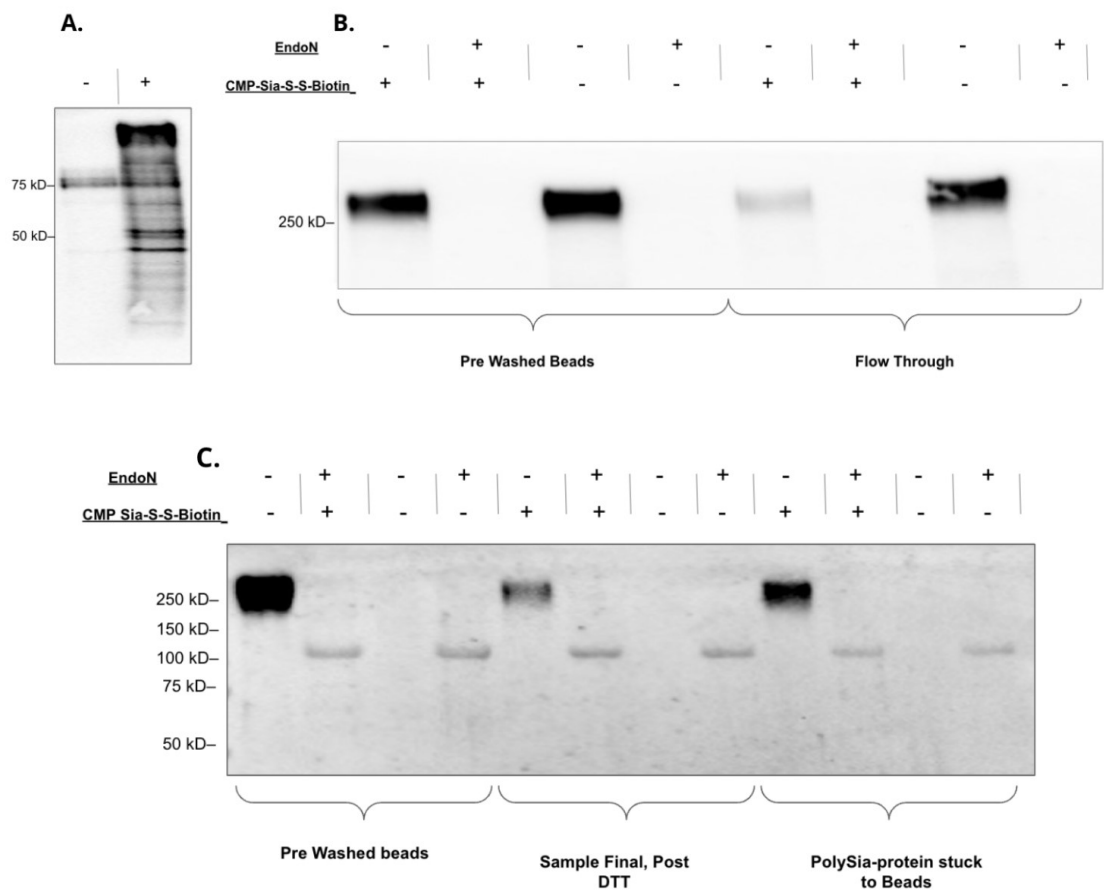 A.
- +
75 kD–
50 kD–
B.
EndoN - + - + - + - +
CMP-Sia-S-S-Biotin_ + + - - + + - -
250 kD–
Pre Washed Beads
Flow Through
C.
EndoN - + - + - + - + - + - +
CMP Sia-S-S-Biotin_ - + - - + + - - + + - -
250 kD–
150 kD–
100 kD–
75 kD–
50 kD–
Pre Washed beads
Sample Final, Post
DTT
PolySia-protein stuck
to Beads